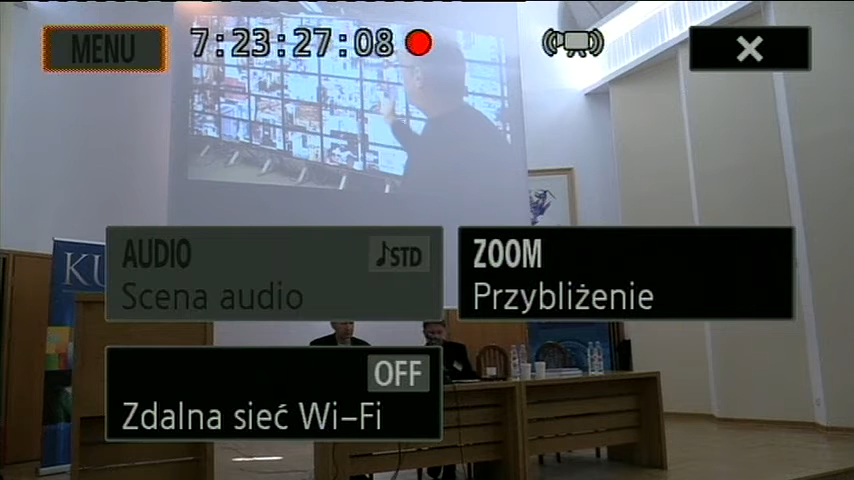 MENU 7:23:27:08
KU
AUDIO ♪STD
Scena audio
ZOOM
Przybliżenie
OFF
Zdalna sieć Wi-Fi